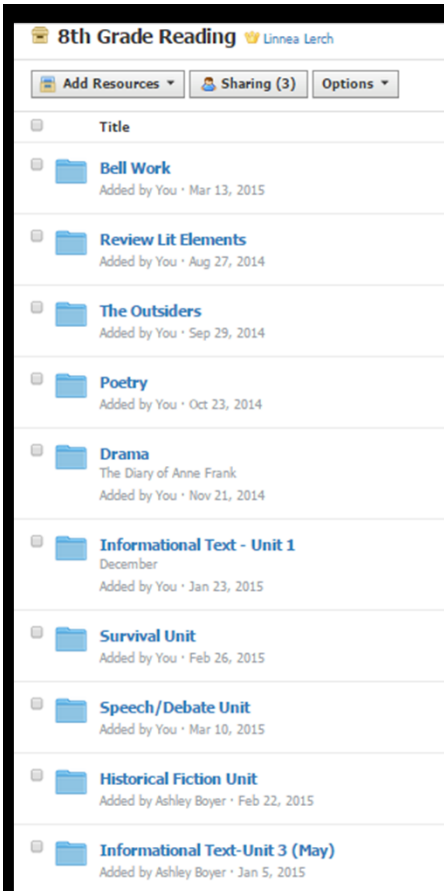 8th Grade Reading Linnea Lerch
Add Resources Sharing (3) Options
Title
Bell Work
Added by You · Mar 13, 2015
Review Lit Elements
Added by You · Aug 27, 2014
The Outsiders
Added by You · Sep 29, 2014
Poetry
Added by You · Oct 23, 2014
Drama
The Diary of Anne Frank
Added by You · Nov 21, 2014
Informational Text - Unit 1
December
Added by You · Jan 23, 2015
Survival Unit
Added by You · Feb 26, 2015
Speech/Debate Unit
Added by You · Mar 10, 2015
Historical Fiction Unit
Added by Ashley Boyer · Feb 22, 2015
Informational Text-Unit 3 (May)
Added by Ashley Boyer · Jan 5, 2015